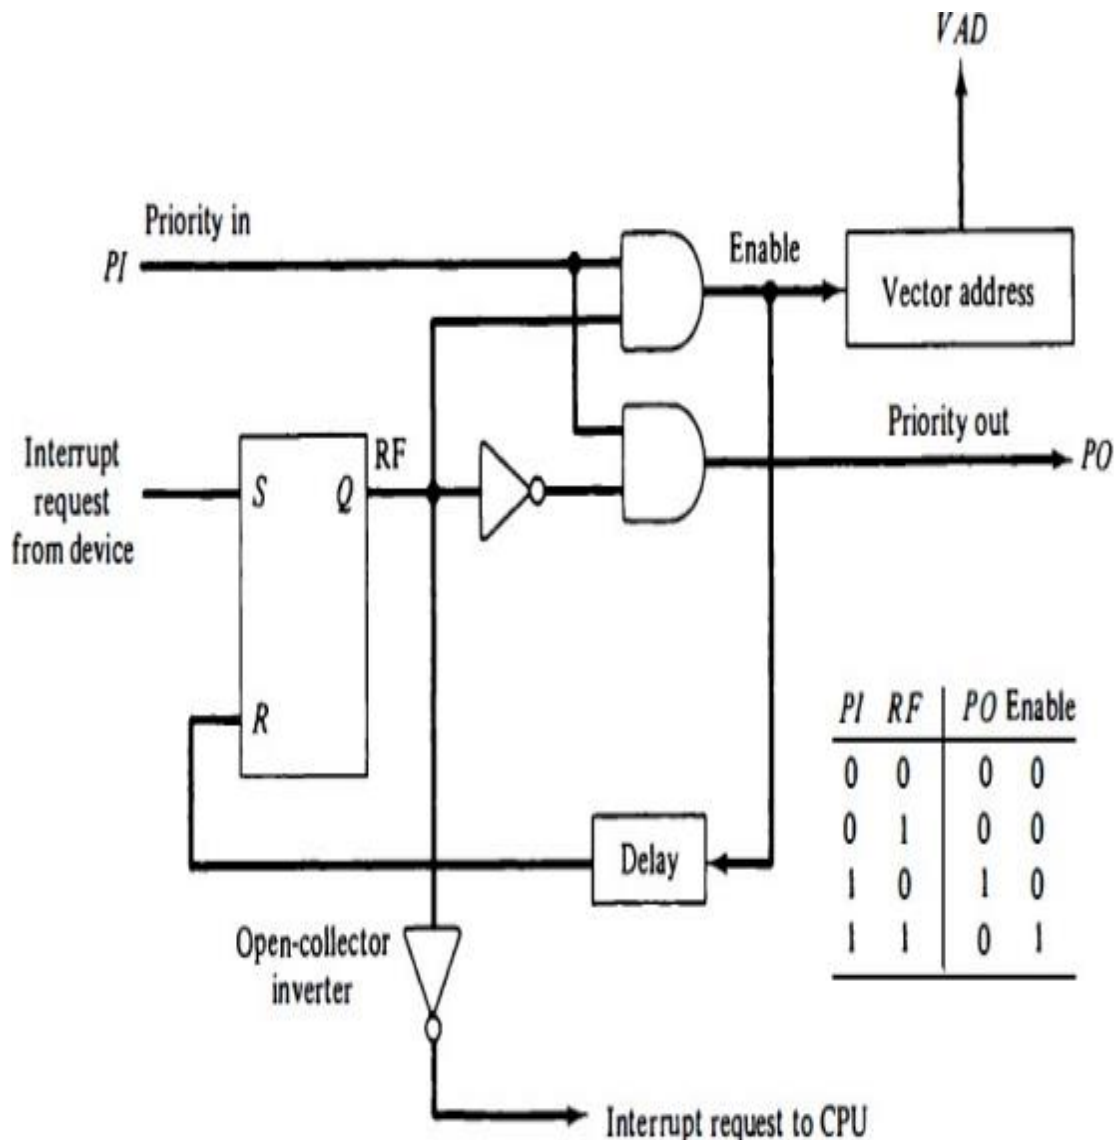 VAD
Priority in
PI
Enable
Vector address
Priority out
PO
Interrupt
request
from device
S
Q
RF
R
Delay
Open-collector
inverter
Interrupt request to CPU
PI RF PO Enable
0 0 0 0
0 1 0 0
1 0 1 0
1 1 0 1